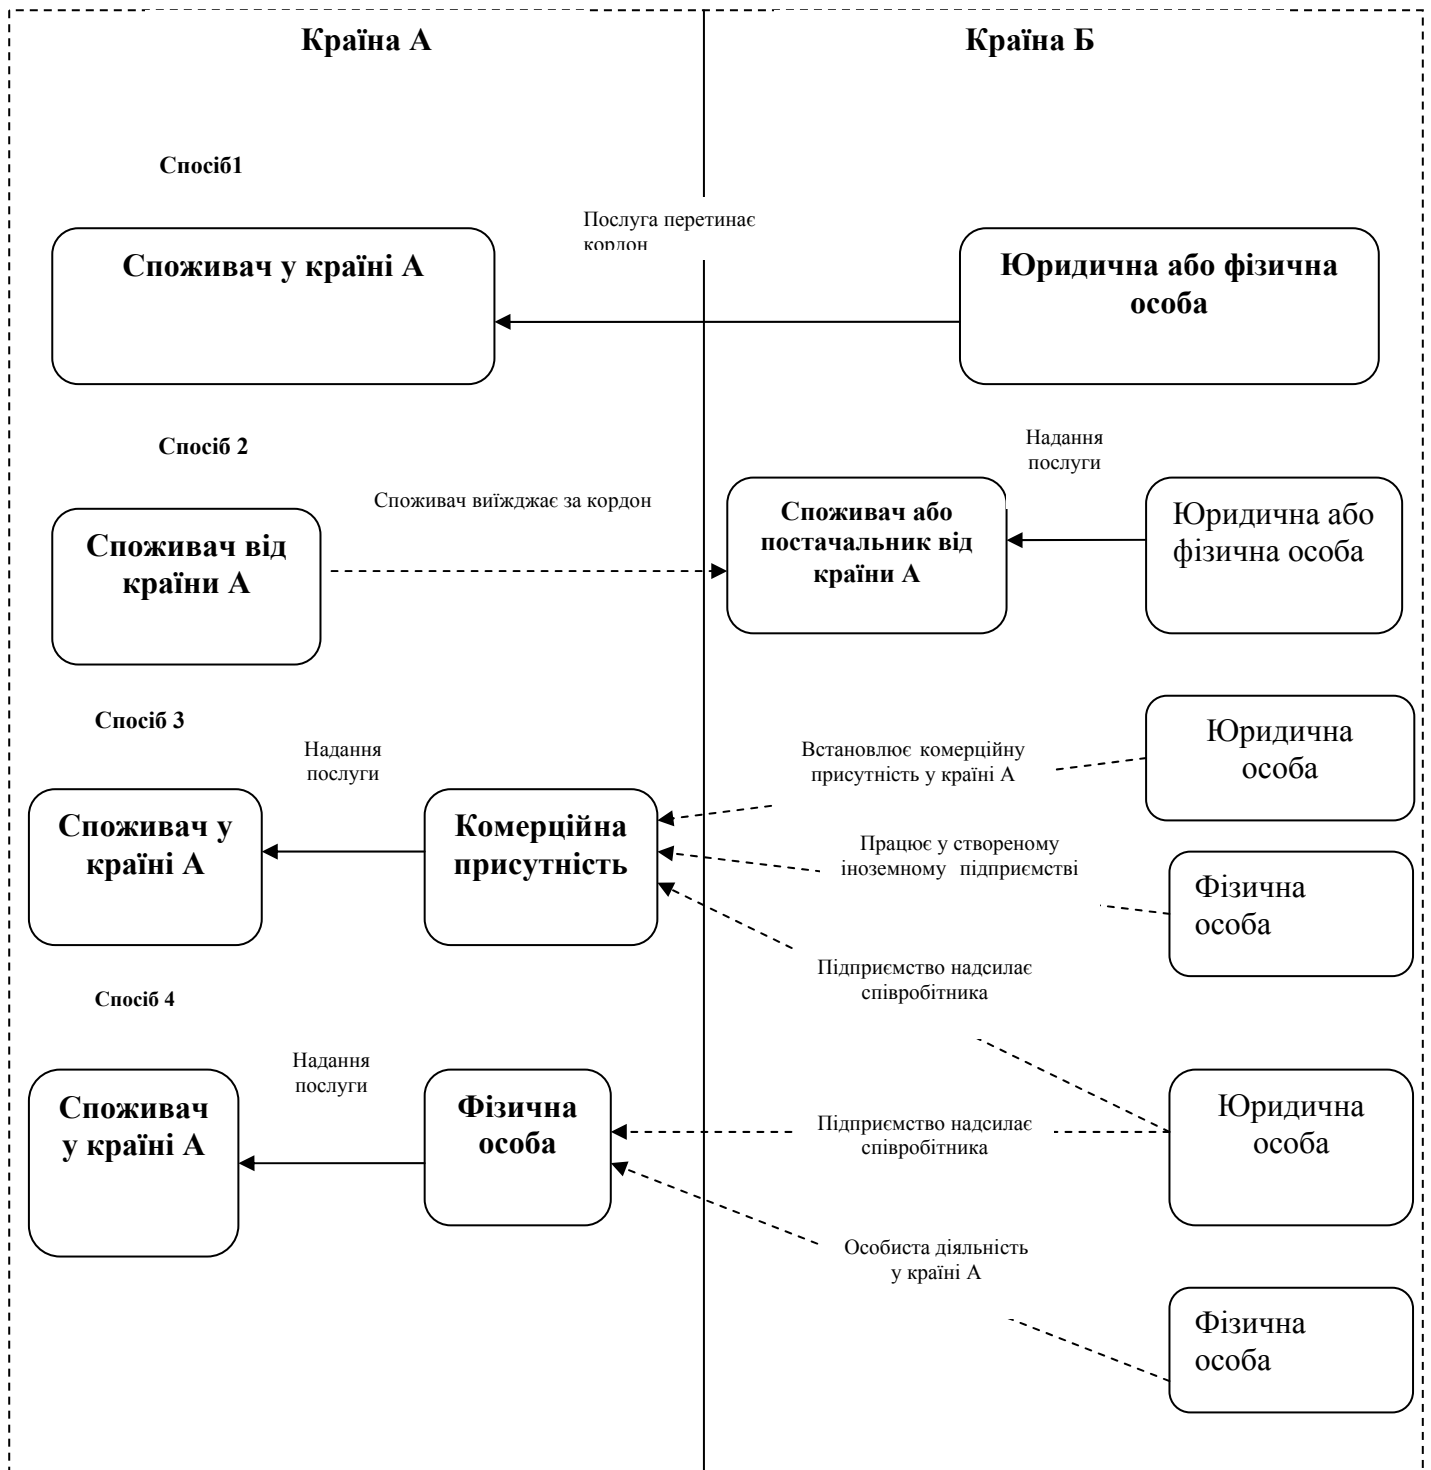 Країна А
Країна Б
Спосіб1
Послуга перетинає
кордон
Споживач у країні А
Юридична або фізична
особа
Спосіб 2
Надання
послуги
Споживач виїжджає за кордон
Споживач від
країни А
Споживач або
постачальник від
країни А
Юридична або
фізична особа
Спосіб 3
Надання
послуги
Встановлює комерційну
присутність у країні А
Юридична
особа
Споживач у
країні А
Комерційна
присутність
Працює у створеному
іноземному підприємстві
Фізична
особа
Підприємство надсилає
співробітника
Спосіб 4
Надання
послуги
Споживач
у країні А
Фізична
особа
Підприємство надсилає
співробітника
Юридична
особа
Особиста діяльність
у країні А
Фізична
особа